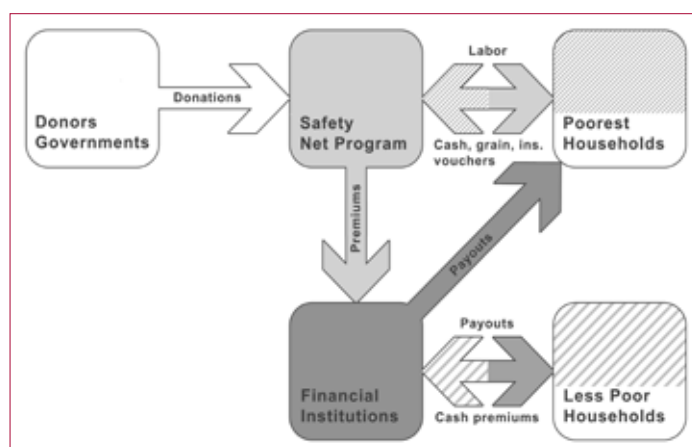 Donors
Governments
Donations
Safety
Net Program
Labor
Cash, grain, ins.
vouchers
Poorest
Households
Premiums
Payouts
Financial
Institutions
Payouts
Cash premiums
Less Poor
Households